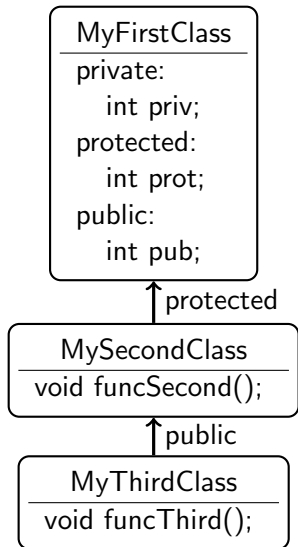 MyFirstClass
private:
int priv;
protected:
int prot;
public:
int pub;
protected
MySecondClass
void funcSecond();
public
MyThirdClass
void funcThird();